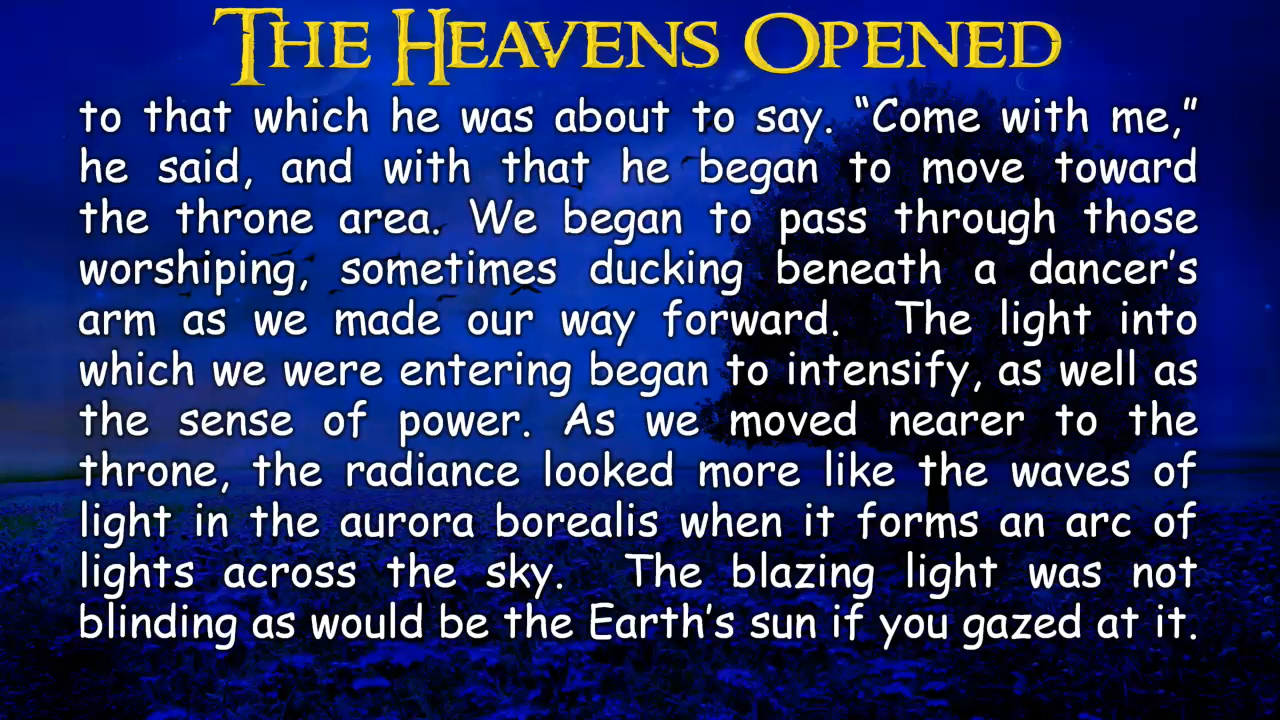 THE HEAVENS OPENED
to that which he was about to say. “Come with me,”
he said, and with that he began to move toward
the throne area. We began to pass through those
worshiping, sometimes ducking beneath a dancer’s
arm as we made our way forward.  The light into
which we were entering began to intensify, as well as
the sense of power. As we moved nearer to the
throne, the radiance looked more like the waves of
light in the aurora borealis when it forms an arc of
lights across the sky.  The blazing light was not
blinding as would be the Earth’s sun if you gazed at it.